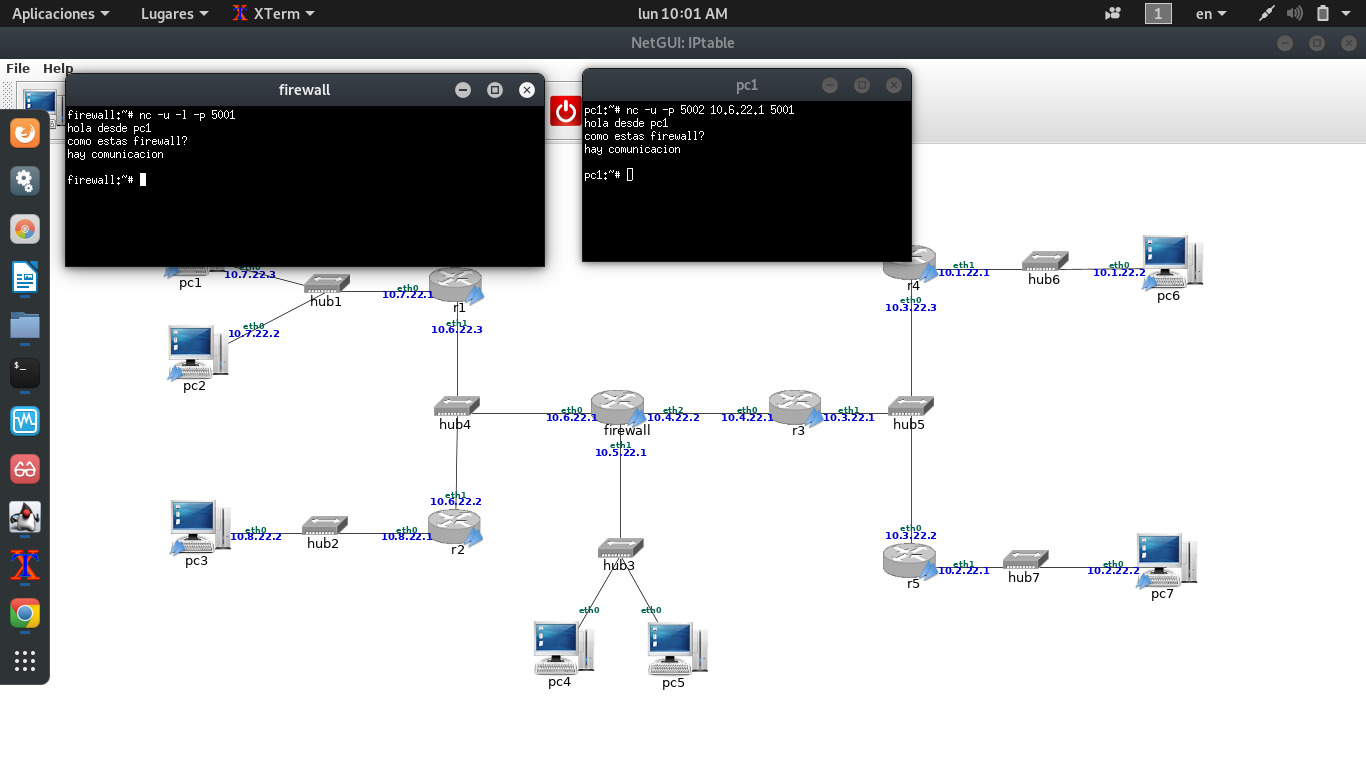 Aplicaciones
Lugares
XTerm
lun 10:01 AM
1
en
NetGUI: IPtable
File Help
firewall
firewall:~# nc -u -l -p 5001
hola desde pc1
como estas firewall?
hay comunicacion
firewall:~#
pc1
pc1:~# nc -u -p 5002 10.6.22.1 5001
hola desde pc1
como estas firewall?
hay comunicacion
pc1:~#
$_
10.7.22.3
pc1
hub1
eth0
10.7.22.1
r1
eth1
10.6.22.3
eth0
10.7.22.2
pc2
r4
eth1
10.1.22.1
hub6
eth0
10.1.22.2
pc6
eth0
10.3.22.3
hub4
eth0
10.6.22.1
firewall
eth2
10.4.22.2
eth0
10.4.22.1
r3
eth1
10.3.22.1
hub5
eth1
10.5.22.1
eth1
10.6.22.2
pc3
eth0
10.8.22.2
hub2
eth0
10.8.22.1
r2
hub3
eth0
10.3.22.2
r5
eth1
10.2.22.1
hub7
eth0
10.2.22.2
pc7
eth0
eth0
pc4
pc5